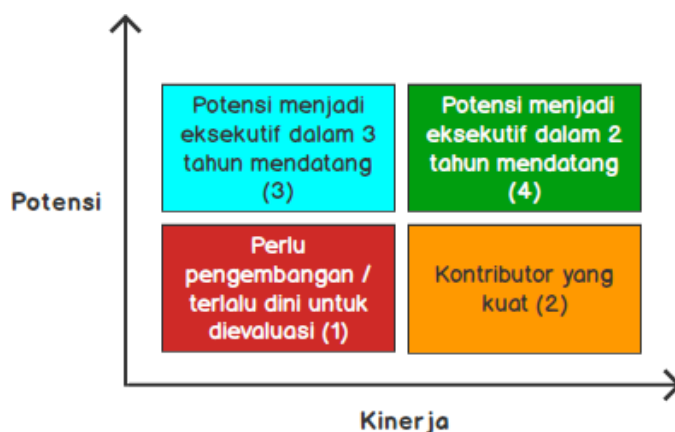 Potensi menjadi
eksekutif dalam 3
tahun mendatang
(3)
Potensi menjadi
eksekutif dalam 2
tahun mendatang
(4)
Potensi
Perlu
pengembangan /
terlalu dini untuk
dievaluasi (1)
Kontributor yang
kuat (2)
Kinerja